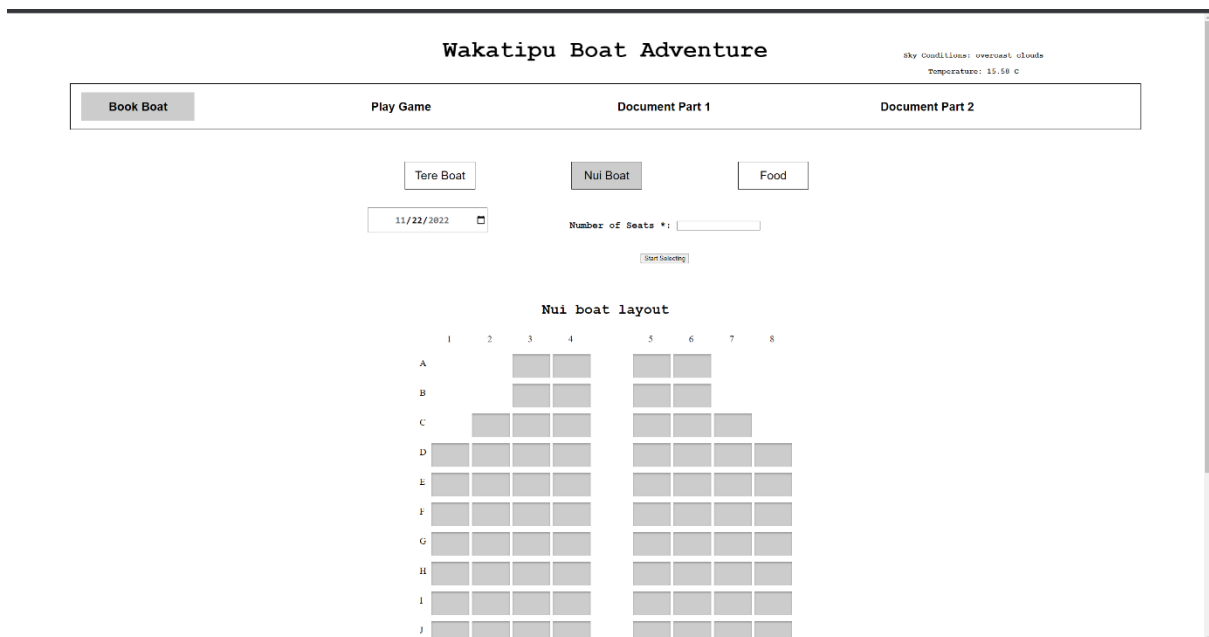 Wakatipu Boat Adventure
Sky Conditions: overcast clouds
Temperature: 15.58 C
Book Boat Play Game Document Part 1 Document Part 2
Tere Boat Nui Boat Food
11/22/2022 Number of Seats *:
Start Selecting
Nui boat layout
1 2 3 4 5 6 7 8
A
B
C
D
E
F
G
H
I
J